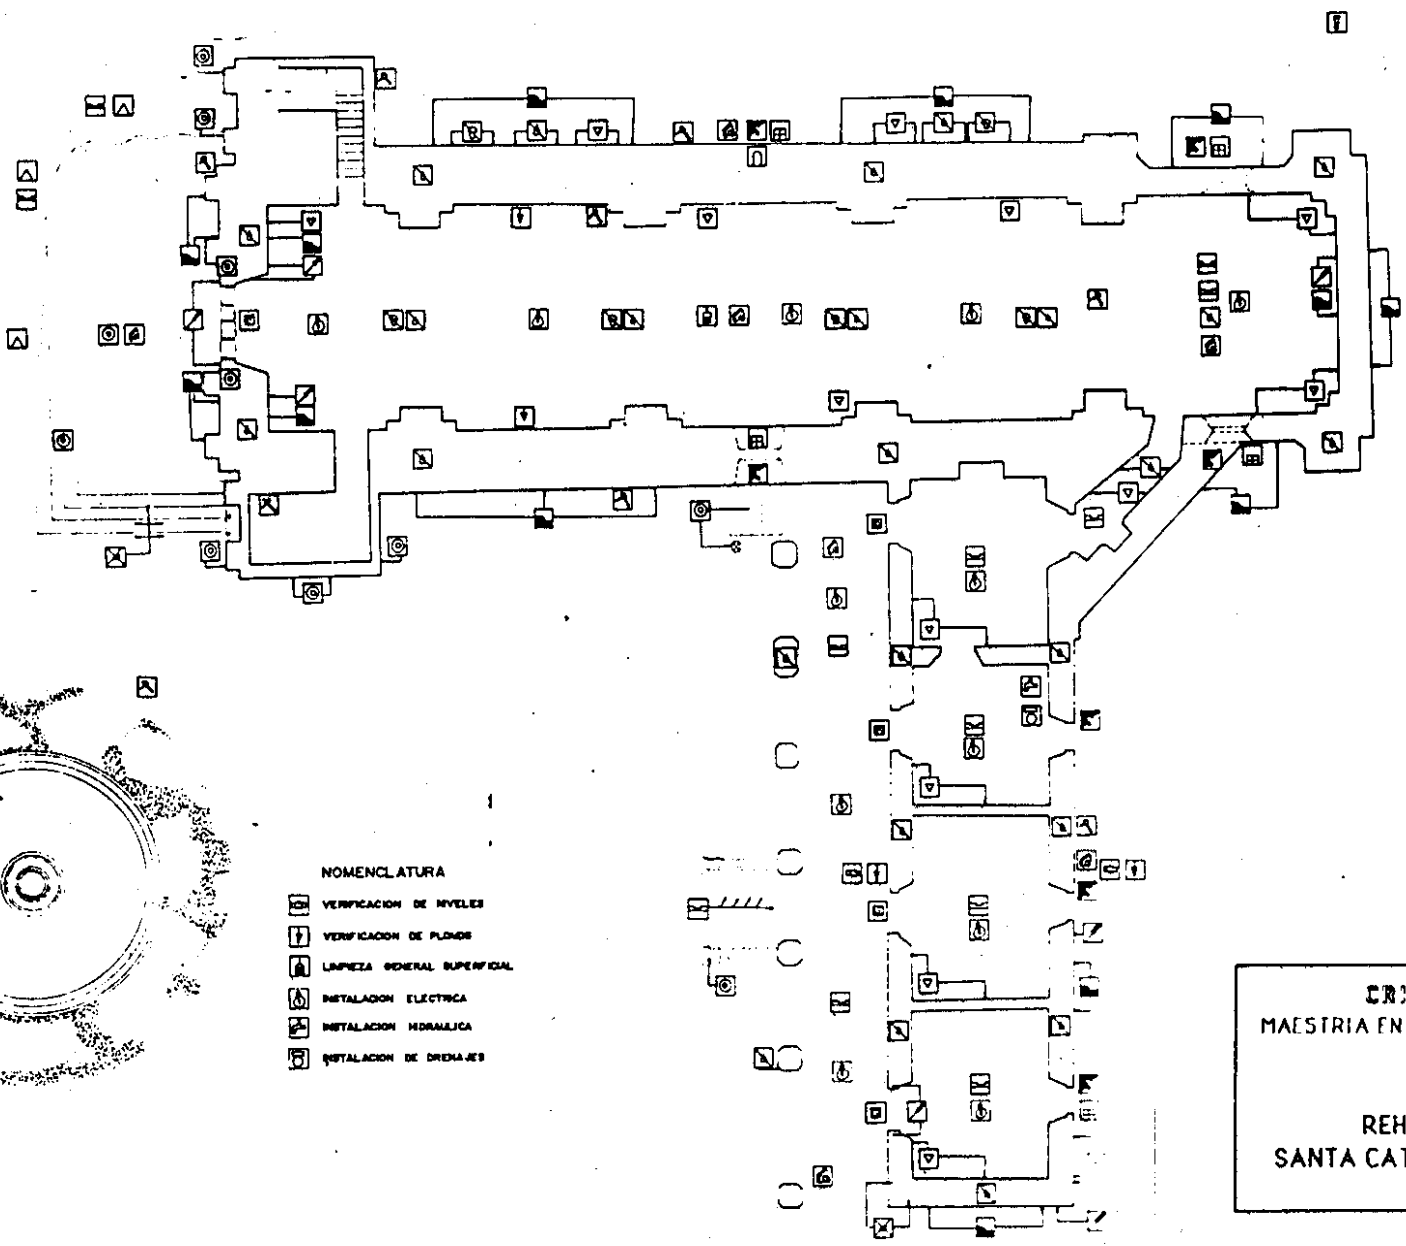 NOMENCLATURA
VERIFICACION DE NIVELES
VERIFICACION DE PLOMOS
LIMPIEZA GENERAL SUPERFICIAL
INSTALACION ELECTRICA
INSTALACION HIDRAULICA
INSTALACION DE DRENAJES
MAESTRIA EN
REH
SANTA CAT